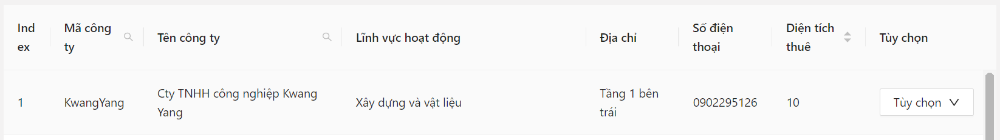 Ind
ex
Mã công
ty
Tên công ty
Lĩnh vực hoạt động
Địa chỉ
Số điện
thoại
Diện tích
thuê
Tùy chọn
1
KwangYang
Cty TNHH công nghiệp Kwang
Yang
Xây dựng và vật liệu
Tầng 1 bên
trái
0902295126
10
Tùy chọn